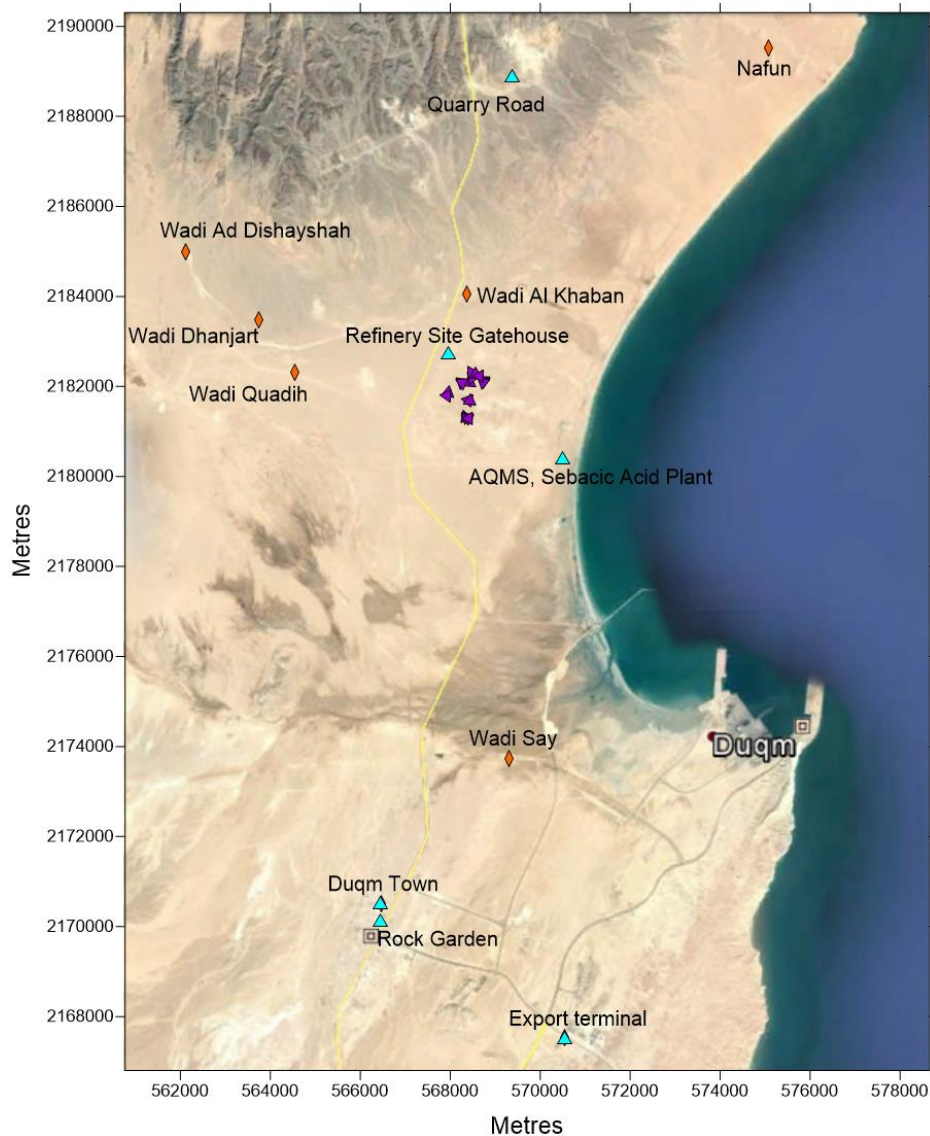 2190000
Nafun
Quarry Road
2188000
2186000
Wadi Ad Dishayshah
2184000
Wadi Al Khaban
Wadi Dhanjart
Refinery Site Gatehouse
2182000
Wadi Quadih
2180000
AQMS, Sebacic Acid Plant
Metres
2178000
2176000
2174000
Wadi Say
Duqm
2172000
Duqm Town
2170000
Rock Garden
2168000
Export terminal
562000 564000 566000 568000 570000 572000 574000 576000 578000
Metres